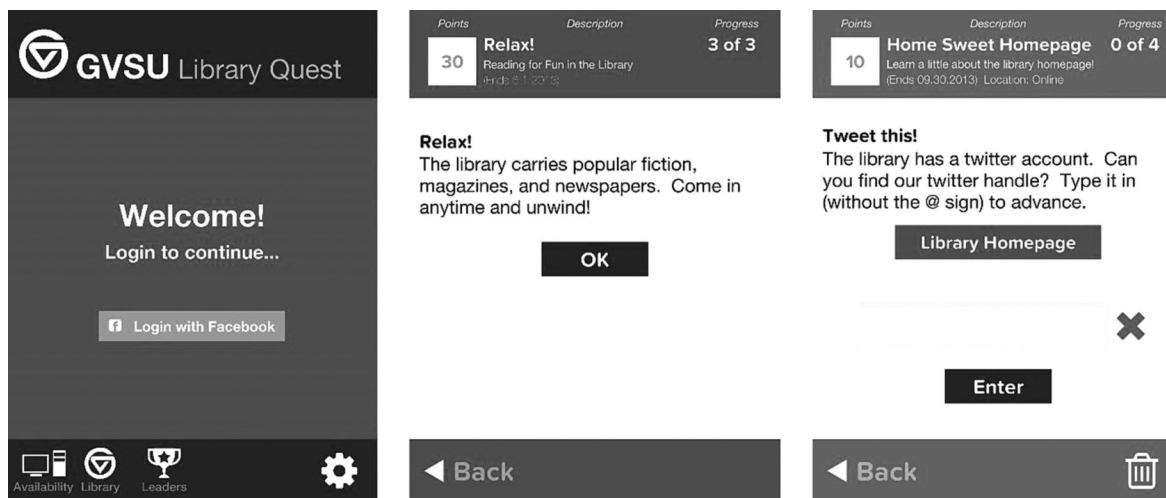 GVSU Library Quest
Welcome!
Login to continue...
f Login with Facebook
Availability Library Leaders
Points Description Progress
30 Relax! 3 of 3
Reading for Fun in the Library
(Ends 6.1.2013)
Relax!
The library carries popular fiction,
magazines, and newspapers. Come in
anytime and unwind!
OK
Back
Points Description Progress
10 Home Sweet Homepage 0 of 4
Learn a little about the library homepage!
(Ends 09.30.2013) Location: Online
Tweet this!
The library has a twitter account. Can
you find our twitter handle? Type it in
(without the @ sign) to advance.
Library Homepage
Enter
Back